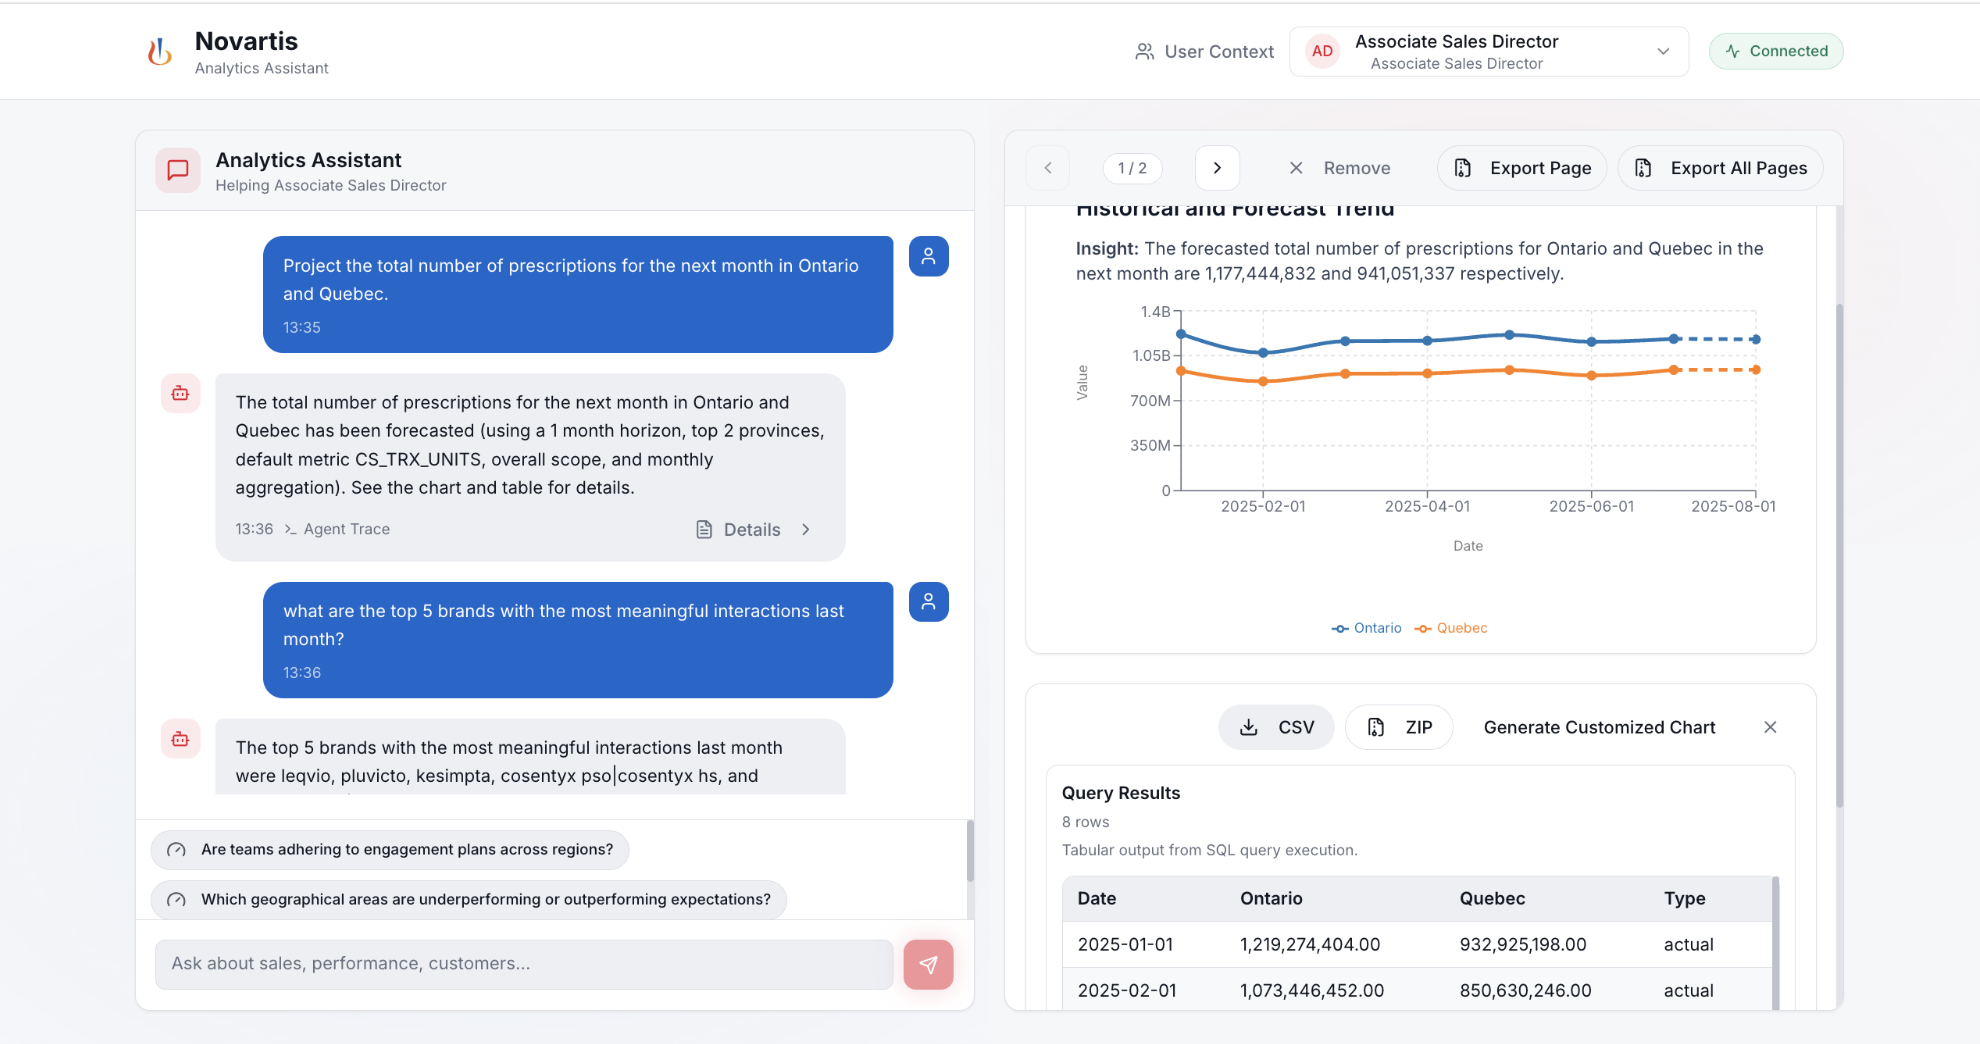 Novartis
Analytics Assistant
User Context
AD
Associate Sales Director
Associate Sales Director
Connected
Analytics Assistant
Helping Associate Sales Director
Project the total number of prescriptions for the next month in Ontario
and Quebec.
13:35
The total number of prescriptions for the next month in Ontario and
Quebec has been forecasted (using a 1 month horizon, top 2 provinces,
default metric CS_TRX_UNITS, overall scope, and monthly
aggregation). See the chart and table for details.
13:36 Agent Trace
Details
what are the top 5 brands with the most meaningful interactions last
month?
13:36
The top 5 brands with the most meaningful interactions last month
were leqvio, pluvicto, kesimpta, cosentyx pso|cosentyx hs, and
Are teams adhering to engagement plans across regions?
Which geographical areas are underperforming or outperforming expectations?
Ask about sales, performance, customers...
1 / 2
Remove
Export Page
Export All Pages
Historical and Forecast Trend
Insight: The forecasted total number of prescriptions for Ontario and Quebec in the
next month are 1,177,444,832 and 941,051,337 respectively.
1.4B
1.05B
700M
350M
0
Value
2025-02-01 2025-04-01 2025-06-01 2025-08-01
Date
Ontario Quebec
CSV
ZIP
Generate Customized Chart
Query Results
8 rows
Tabular output from SQL query execution.
Date Ontario Quebec Type
2025-01-01 1,219,274,404.00 932,925,198.00 actual
2025-02-01 1,073,446,452.00 850,630,246.00 actual